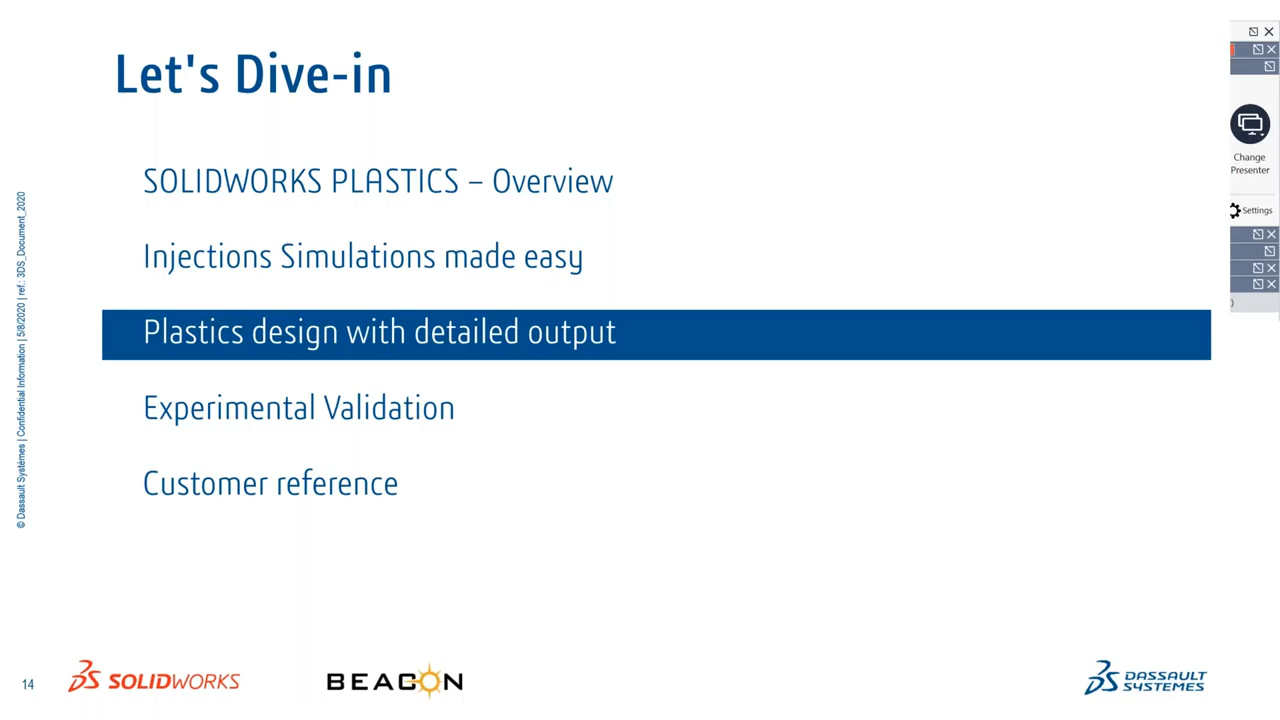 Let's Dive-in
SOLIDWORKS PLASTICS – Overview
Injections Simulations made easy
Plastics design with detailed output
Experimental Validation
Customer reference
© Dassault Systèmes | Confidential Information | 5/8/2020 | ref.: 3DS_Document_2020
Change
Presenter
Settings
)
14
SOLIDWORKS
BEACON
DASSAULT
SYSTEMES